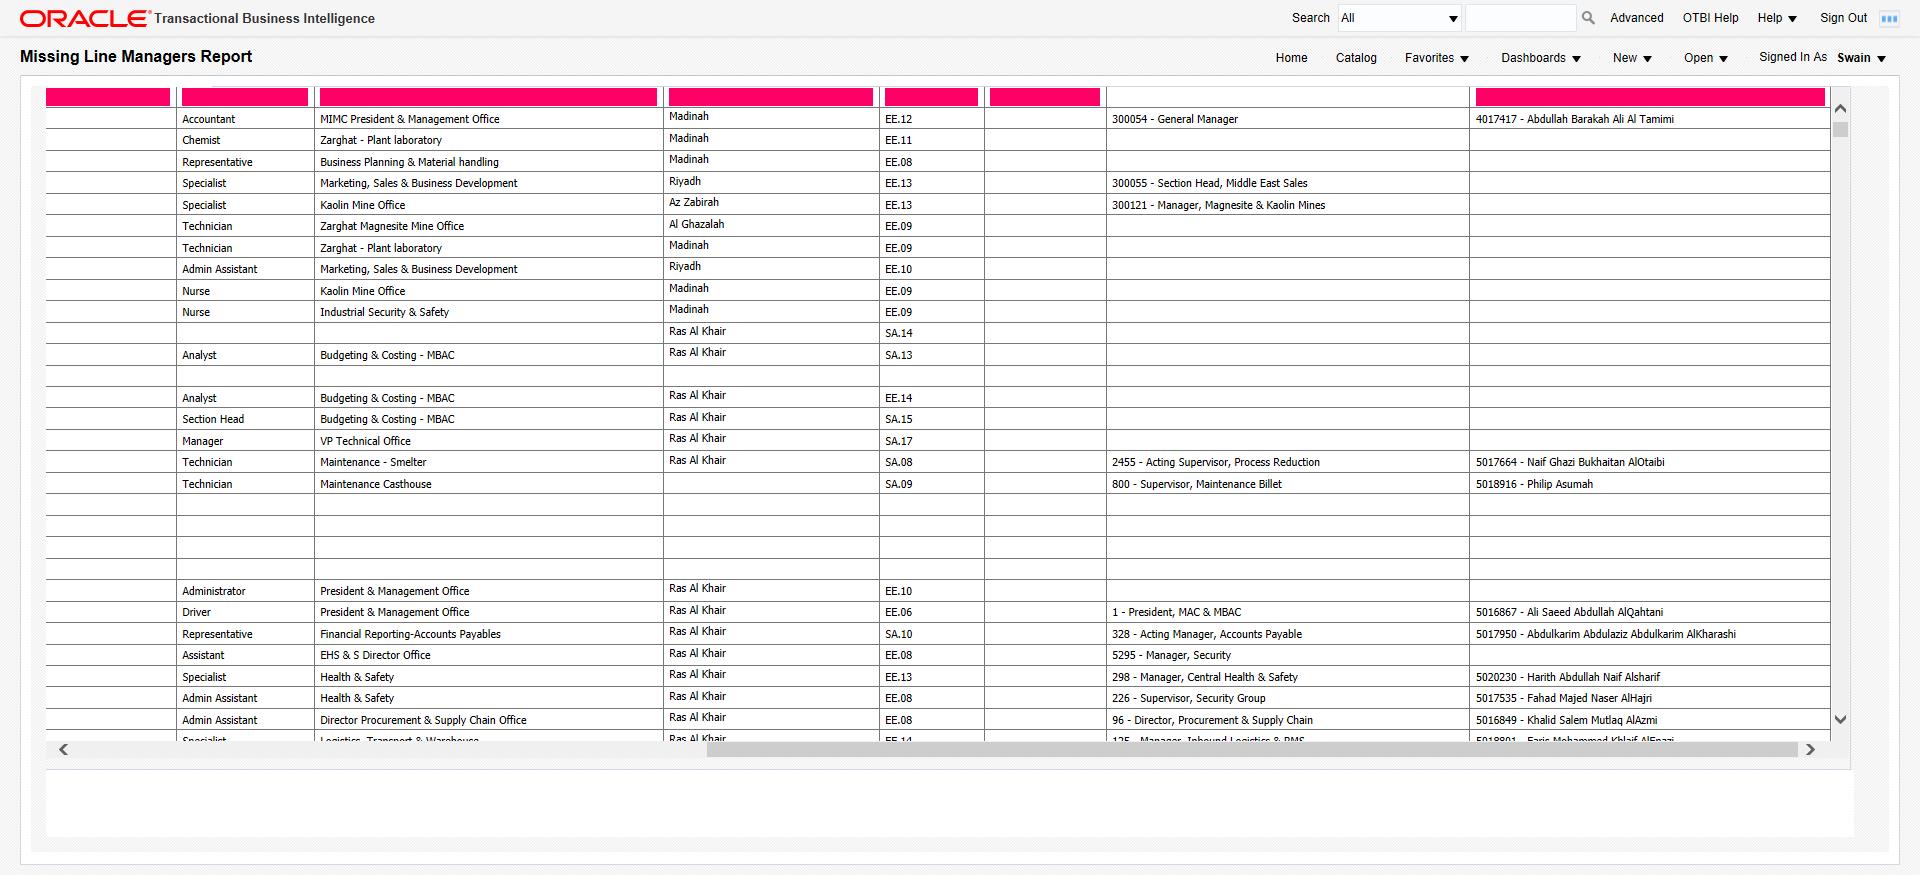 ORACLE® Transactional Business Intelligence Search All Advanced OTBI Help Help Sign Out
Missing Line Managers Report Home Catalog Favorites Dashboards New Open Signed In As Swain
Accountant MIMC President & Management Office Madinah EE.12 300054 - General Manager 4017417 - Abdullah Barakah Ali Al Tamimi
Chemist Zarghat - Plant laboratory Madinah EE.11
Representative Business Planning & Material handling Madinah EE.08
Specialist Marketing, Sales & Business Development Riyadh EE.13 300055 - Section Head, Middle East Sales
Specialist Kaolin Mine Office Az Zabirah EE.13 300121 - Manager, Magnesite & Kaolin Mines
Technician Zarghat Magnesite Mine Office Al Ghazalah EE.09
Technician Zarghat - Plant laboratory Madinah EE.09
Admin Assistant Marketing, Sales & Business Development Riyadh EE.10
Nurse Kaolin Mine Office Madinah EE.09
Nurse Industrial Security & Safety Madinah EE.09
Ras Al Khair SA.14
Analyst Budgeting & Costing - MBAC Ras Al Khair SA.13
Analyst Budgeting & Costing - MBAC Ras Al Khair EE.14
Section Head Budgeting & Costing - MBAC Ras Al Khair SA.15
Manager VP Technical Office Ras Al Khair SA.17
Technician Maintenance - Smelter Ras Al Khair SA.08 2455 - Acting Supervisor, Process Reduction 5017664 - Naif Ghazi Bukhaitan AlOtaibi
Technician Maintenance Casthouse SA.09 800 - Supervisor, Maintenance Billet 5018916 - Philip Asumah
Administrator President & Management Office Ras Al Khair EE.10
Driver President & Management Office Ras Al Khair EE.06 1 - President, MAC & MBAC 5016867 - Ali Saeed Abdullah AlQahtani
Representative Financial Reporting-Accounts Payables Ras Al Khair SA.10 328 - Acting Manager, Accounts Payable 5017950 - Abdulkarim Abdulaziz Abdulkarim AlKharashi
Assistant EHS & S Director Office Ras Al Khair EE.08 5295 - Manager, Security
Specialist Health & Safety Ras Al Khair EE.13 298 - Manager, Central Health & Safety 5020230 - Harith Abdullah Naif Alsharif
Admin Assistant Health & Safety Ras Al Khair EE.08 226 - Supervisor, Security Group 5017535 - Fahad Majed Naser AlHajri
Admin Assistant Director Procurement & Supply Chain Office Ras Al Khair EE.08 96 - Director, Procurement & Supply Chain 5016849 - Khalid Salem Mutlaq AlAzmi
Specialist Logistics, Transport & Warehouse Ras Al Khair EE.14 125 - Manager, Inbound Logistics &